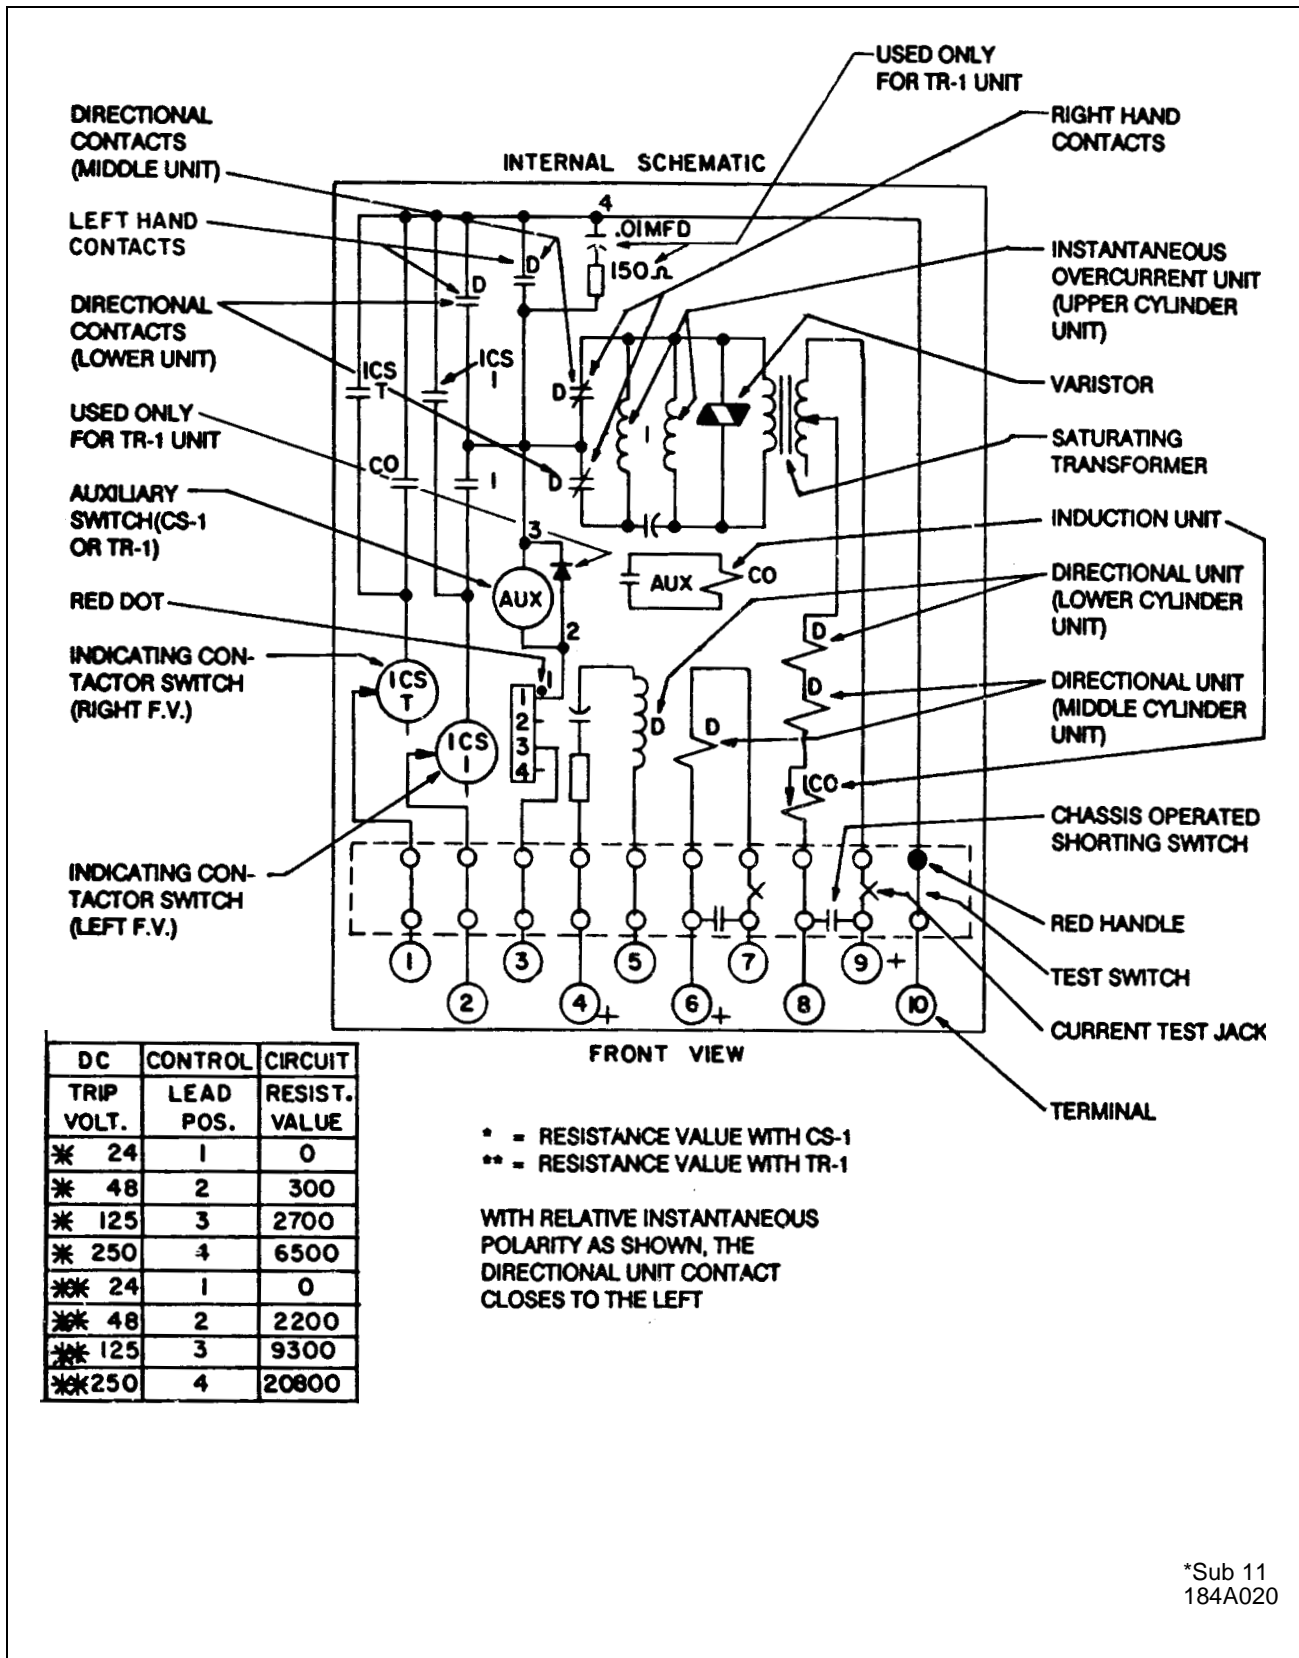 USED ONLY
FOR TR-1 UNIT
DIRECTIONAL
CONTACTS
(MIDDLE UNIT)
RIGHT HAND
CONTACTS
INTERNAL SCHEMATIC
LEFT HAND
CONTACTS
4
.01MFD
D
150Ω
D
INSTANTANEOUS
OVERCURRENT UNIT
(UPPER CYLINDER
UNIT)
DIRECTIONAL
CONTACTS
(LOWER UNIT)
ICS
T
ICS
I
D
VARISTOR
USED ONLY
FOR TR-1 UNIT
I
SATURATING
TRANSFORMER
CO
I
D
AUXILIARY
SWITCH(CS-1
OR TR-1)
3
INDUCTION UNIT
AUX
AUX
CO
DIRECTIONAL UNIT
(LOWER CYLINDER
UNIT)
RED DOT
2
D
INDICATING CON-
TACTOR SWITCH
(RIGHT F.V.)
ICS
T
1
1
2
3
4
D
D
D
DIRECTIONAL UNIT
(MIDDLE CYLINDER
UNIT)
ICS
I
CO
CHASSIS OPERATED
SHORTING SWITCH
INDICATING CON-
TACTOR SWITCH
(LEFT F.V.)
RED HANDLE
1
3
5
7
9 +
TEST SWITCH
2
4 +
6 +
8
10
CURRENT TEST JACK
FRONT VIEW
TERMINAL
DC CONTROL CIRCUIT
TRIP LEAD RESIST.
VOLT. POS. VALUE
* 24 1 0
* 48 2 300
* 125 3 2700
* 250 4 6500
** 24 1 0
** 48 2 2200
** 125 3 9300
** 250 4 20800
* = RESISTANCE VALUE WITH CS-1
** = RESISTANCE VALUE WITH TR-1
WITH RELATIVE INSTANTANEOUS
POLARITY AS SHOWN, THE
DIRECTIONAL UNIT CONTACT
CLOSES TO THE LEFT
*Sub 11
184A020